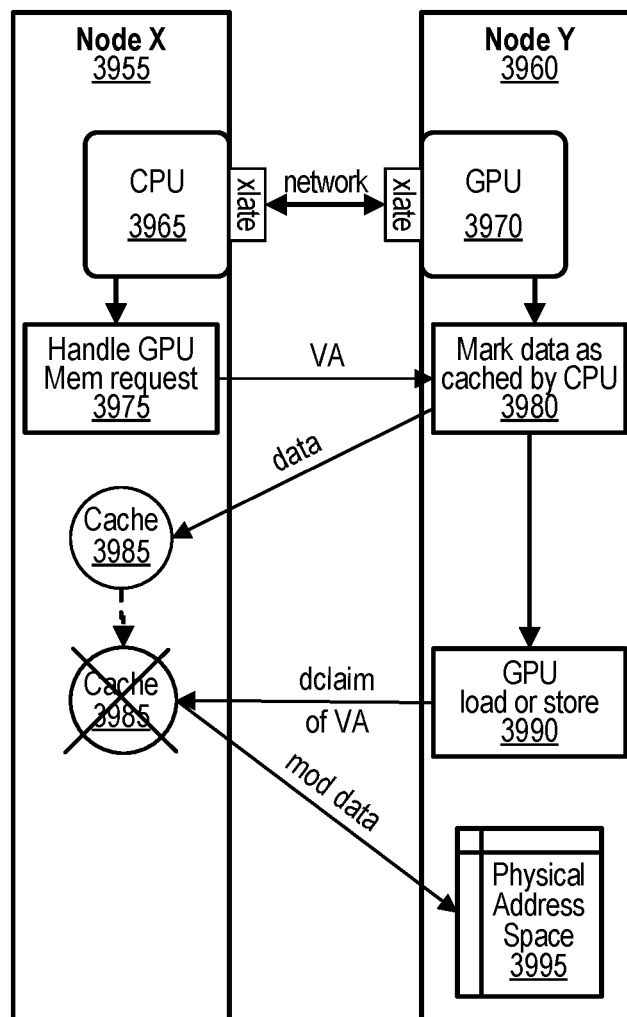 Node X
3955
Node Y
3960
CPU
3965
xlate
network
xlate
GPU
3970
Handle GPU
Mem request
3975
VA
Mark data as
cached by CPU
3980
data
Cache
3985
Cache
3985
dclaim
of VA
GPU
load or store
3990
mod data
Physical
Address
Space
3995